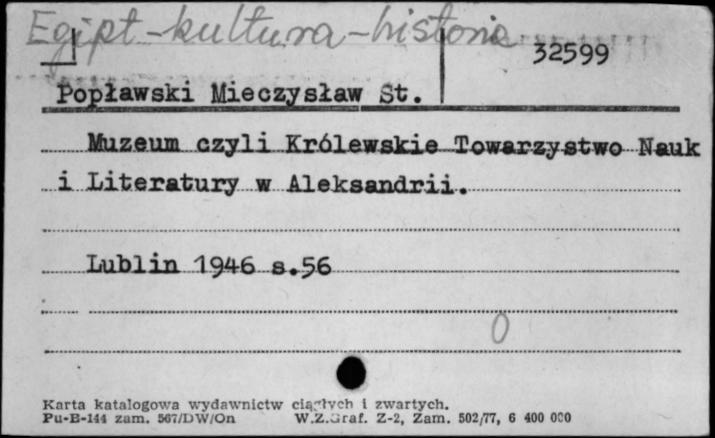 Egipt-kultura-historia
32599
Popławski Mieczysław St.
Muzeum czyli Królewskie Towarzystwo Nauk
i Literatury w Aleksandrii.
Lublin 1946 s.56
0
Karta katalogowa wydawnictw ciągłych i zwartych.
Pu-B-144 zam. 567/DW/On W.Z.Graf. Z-2, Zam. 502/77, 6 400 000